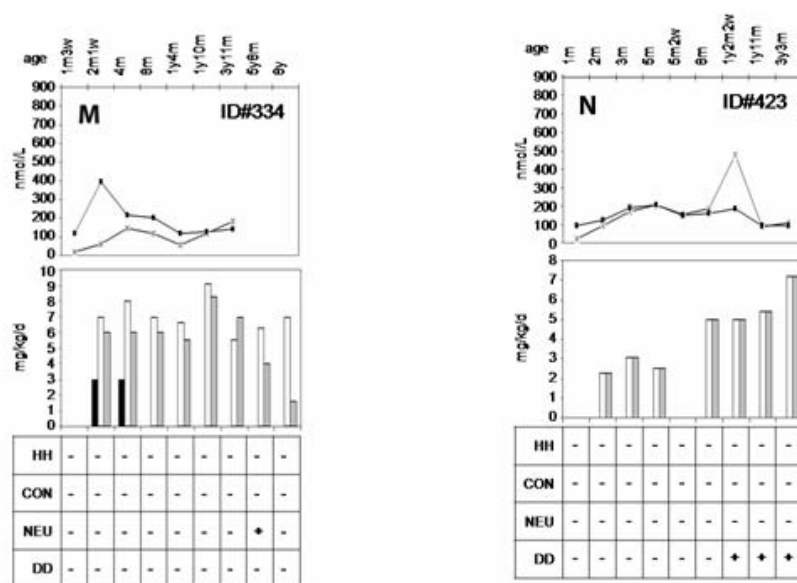 age 1m3w 2m1w 4m 8m 1y4m 1y10m 3y11m 5y8m 8y
M ID#334
900
800
700
600
500
400
300
200
100
0
nmol/L
10
9
8
7
6
5
4
3
2
1
0
mg/kg/d
HH - - - - - - - - -
CON - - - - - - - - -
NEU - - - - - - - + -
DD - - - - - - - - -
age 1m 2m 3m 5m 5m2w 8m 1y2m2w 1y11m 3y3m
N ID#423
900
800
700
600
500
400
300
200
100
0
nmol/L
8
7
6
5
4
3
2
1
0
mg/kg/d
HH - - - - - - - - -
CON - - - - - - - - -
NEU - - - - - - - - -
DD - - - - - - + + +